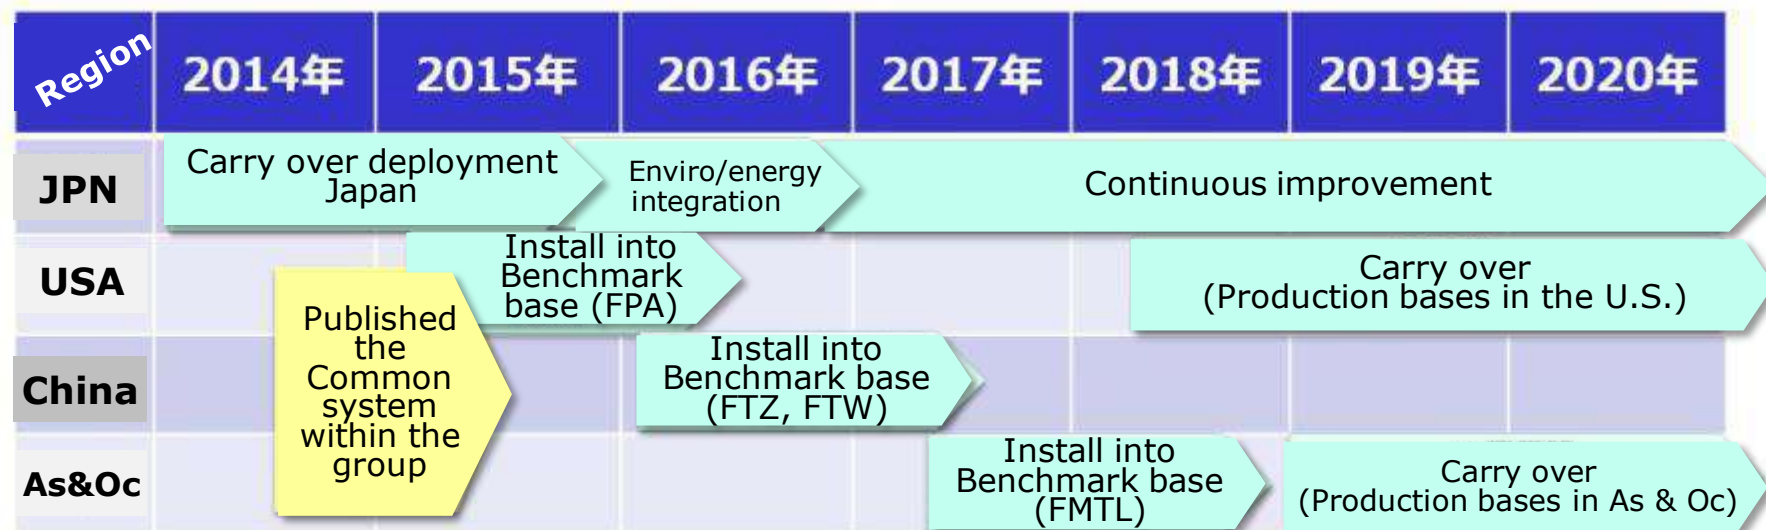 Region
2014年
2015年
2016年
2017年
2018年
2019年
2020年
JPN
Carry over deployment
Japan
Enviro/energy
integration
Continuous improvement
USA
Install into
Benchmark
base (FPA)
Carry over
(Production bases in the U.S.)
Published
the
Common
system
within the
group
China
Install into
Benchmark base
(FTZ, FTW)
As&Oc
Install into
Benchmark base
(FMTL)
Carry over
(Production bases in As & Oc)